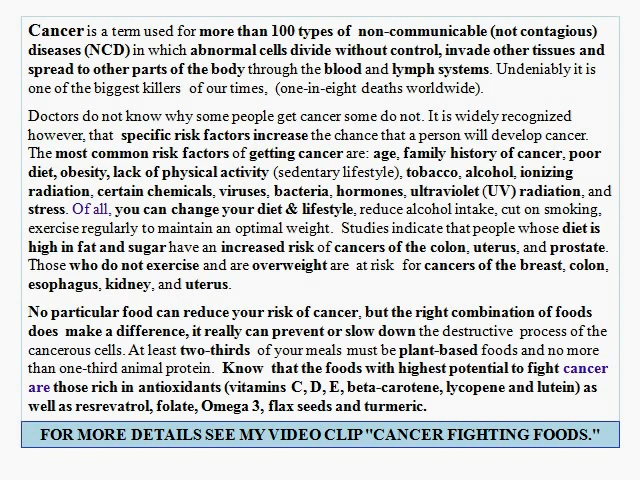 Cancer is a term used for more than 100 types of non-communicable (not contagious)
diseases (NCD) in which abnormal cells divide without control, invade other tissues and
spread to other parts of the body through the blood and lymph systems. Undeniably it is
one of the biggest killers of our times, (one-in-eight deaths worldwide).
Doctors do not know why some people get cancer some do not. It is widely recognized
however, that specific risk factors increase the chance that a person will develop cancer.
The most common risk factors of getting cancer are: age, family history of cancer, poor
diet, obesity, lack of physical activity (sedentary lifestyle), tobacco, alcohol, ionizing
radiation, certain chemicals, viruses, bacteria, hormones, ultraviolet (UV) radiation, and
stress. Of all, you can change your diet & lifestyle, reduce alcohol intake, cut on smoking,
exercise regularly to maintain an optimal weight. Studies indicate that people whose diet is
high in fat and sugar have an increased risk of cancers of the colon, uterus, and prostate.
Those who do not exercise and are overweight are at risk for cancers of the breast, colon,
esophagus, kidney, and uterus.
No particular food can reduce your risk of cancer, but the right combination of foods
does make a difference, it really can prevent or slow down the destructive process of the
cancerous cells. At least two-thirds of your meals must be plant-based foods and no more
than one-third animal protein. Know that the foods with highest potential to fight cancer
are those rich in antioxidants (vitamins C, D, E, beta-carotene, lycopene and lutein) as
well as resrevatrol, folate, Omega 3, flax seeds and turmeric.
FOR MORE DETAILS SEE MY VIDEO CLIP "CANCER FIGHTING FOODS."